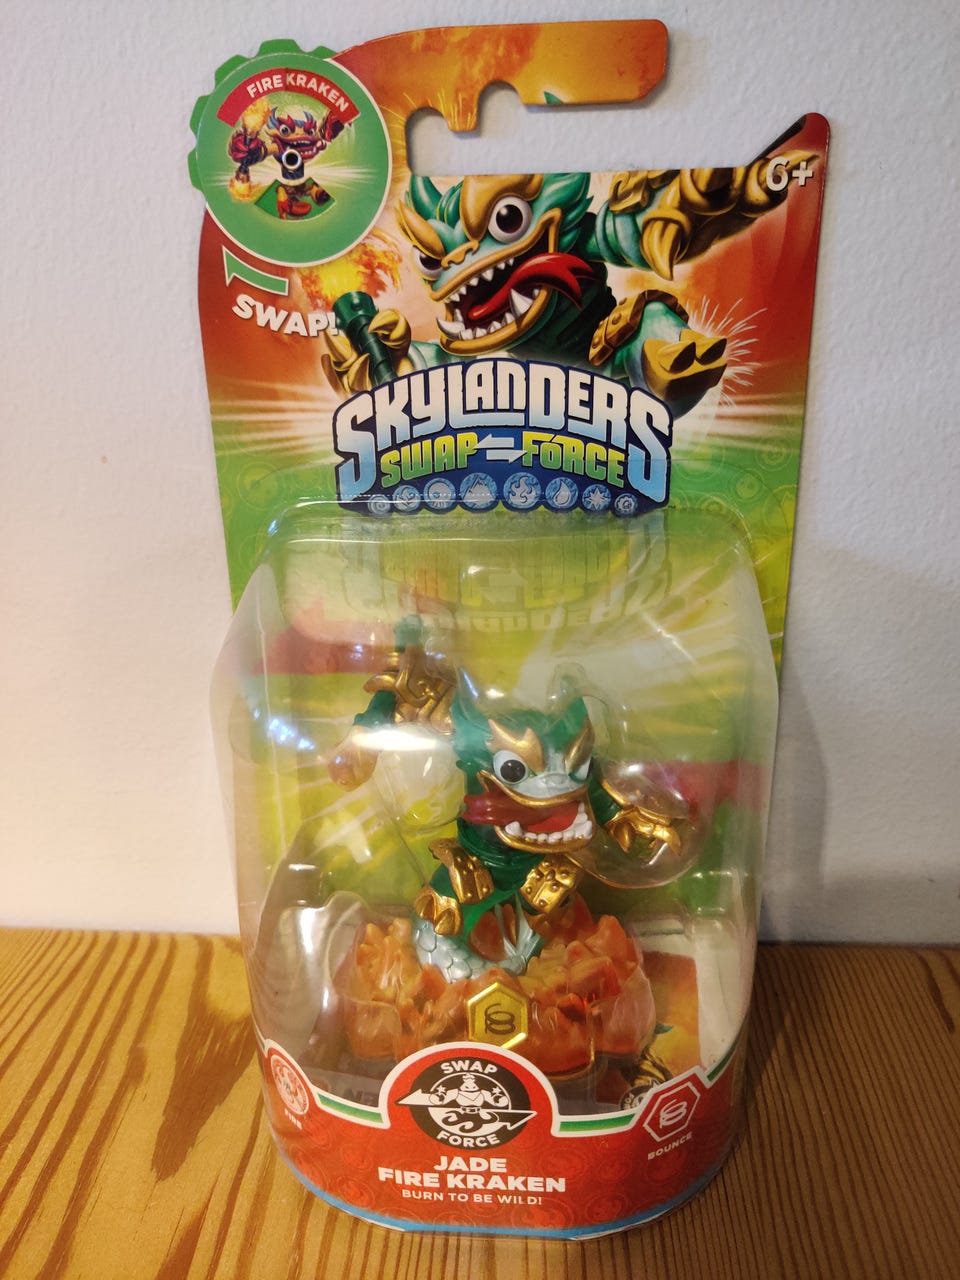 FIRE KRAKEN
6+
SWAP!
SKYLANDERS
SWAP FORCE
SWAP
FORCE
FIRE
BOUNCE
JADE
FIRE KRAKEN
BURN TO BE WILD!